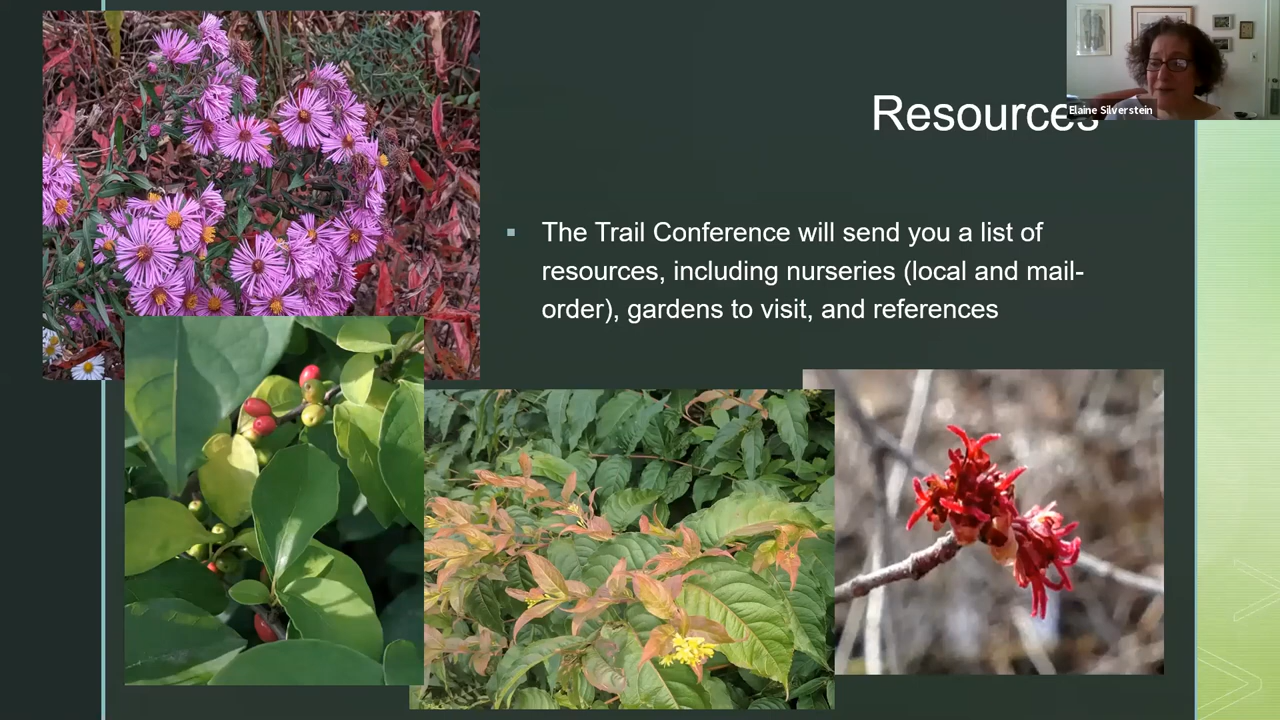 Resources
Elaine Silverstein
▪ The Trail Conference will send you a list of
resources, including nurseries (local and mail-
order), gardens to visit, and references